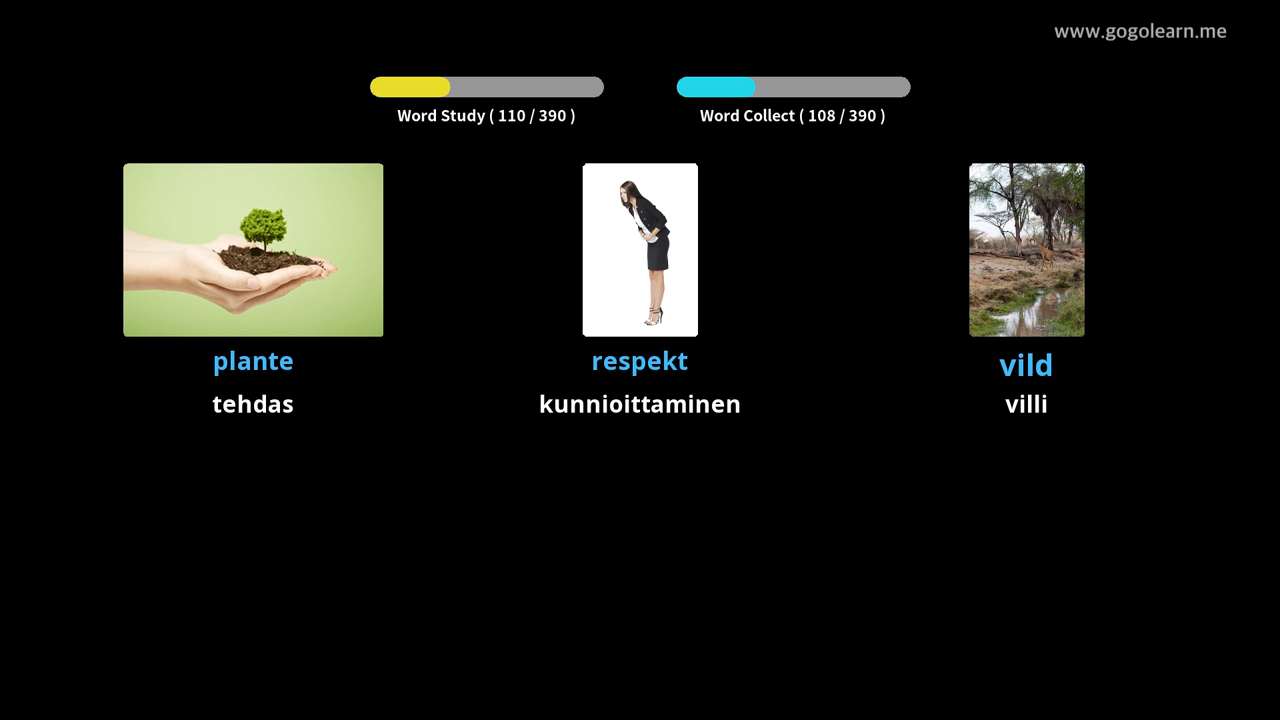 www.gogolearn.me
Word Study ( 110 / 390 )
Word Collect ( 108 / 390 )
plante
respekt
vild
tehdas
kunnioittaminen
villi